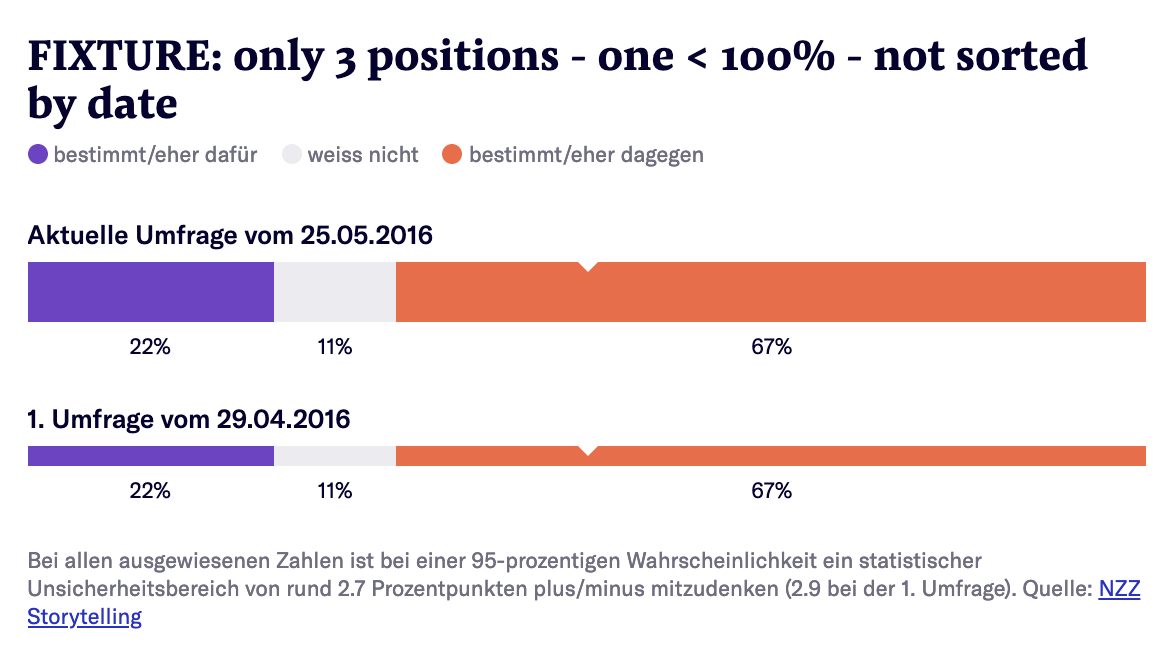 FIXTURE: only 3 positions - one < 100% - not sorted
by date
bestimmt/eher dafür weiss nicht bestimmt/eher dagegen
Aktuelle Umfrage vom 25.05.2016
22% 11% 67%
1. Umfrage vom 29.04.2016
22% 11% 67%
Bei allen ausgewiesenen Zahlen ist bei einer 95-prozentigen Wahrscheinlichkeit ein statistischer
Unsicherheitsbereich von rund 2.7 Prozentpunkten plus/minus mitzudenken (2.9 bei der 1. Umfrage). Quelle: NZZ
Storytelling